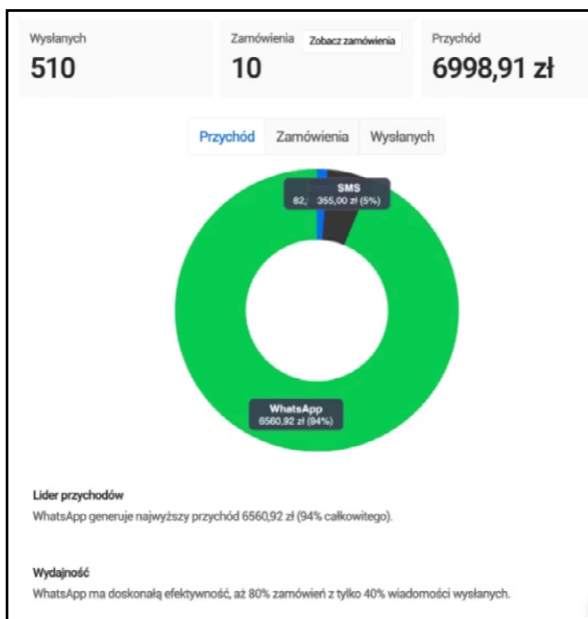 Wysłanych
510
Zamówienia Zobacz zamówienia
10
Przychód
6998,91 zł
Przychód Zamówienia Wysłanych
SMS
82, 355,00 zł (5%)
WhatsApp
6560,92 zł (94%)
Lider przychodów
WhatsApp generuje najwyższy przychód 6560,92 zł (94% całkowitego).
Wydajność
WhatsApp ma doskonałą efektywność, aż 80% zamówień z tylko 40% wiadomości wysłanych.